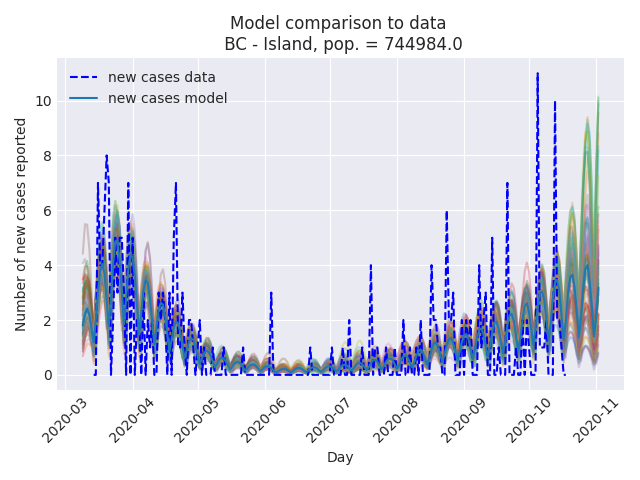 Model comparison to data
BC - Island, pop. = 744984.0
new cases data
new cases model
Number of new cases reported
10
8
6
4
2
0
2020-03
2020-04
2020-05
2020-06
2020-07
2020-08
2020-09
2020-10
2020-11
Day